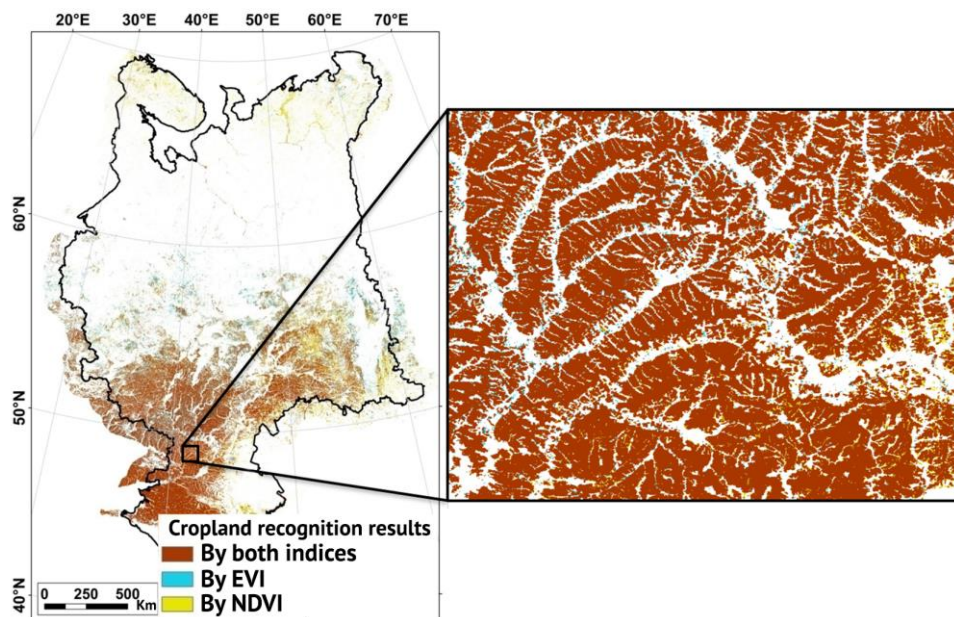 20°E 30°E 40°E 50°E 60°E 70°E
60°N
50°N
40°N
Cropland recognition results
By both indices
By EVI
By NDVI
0 250 500
Km